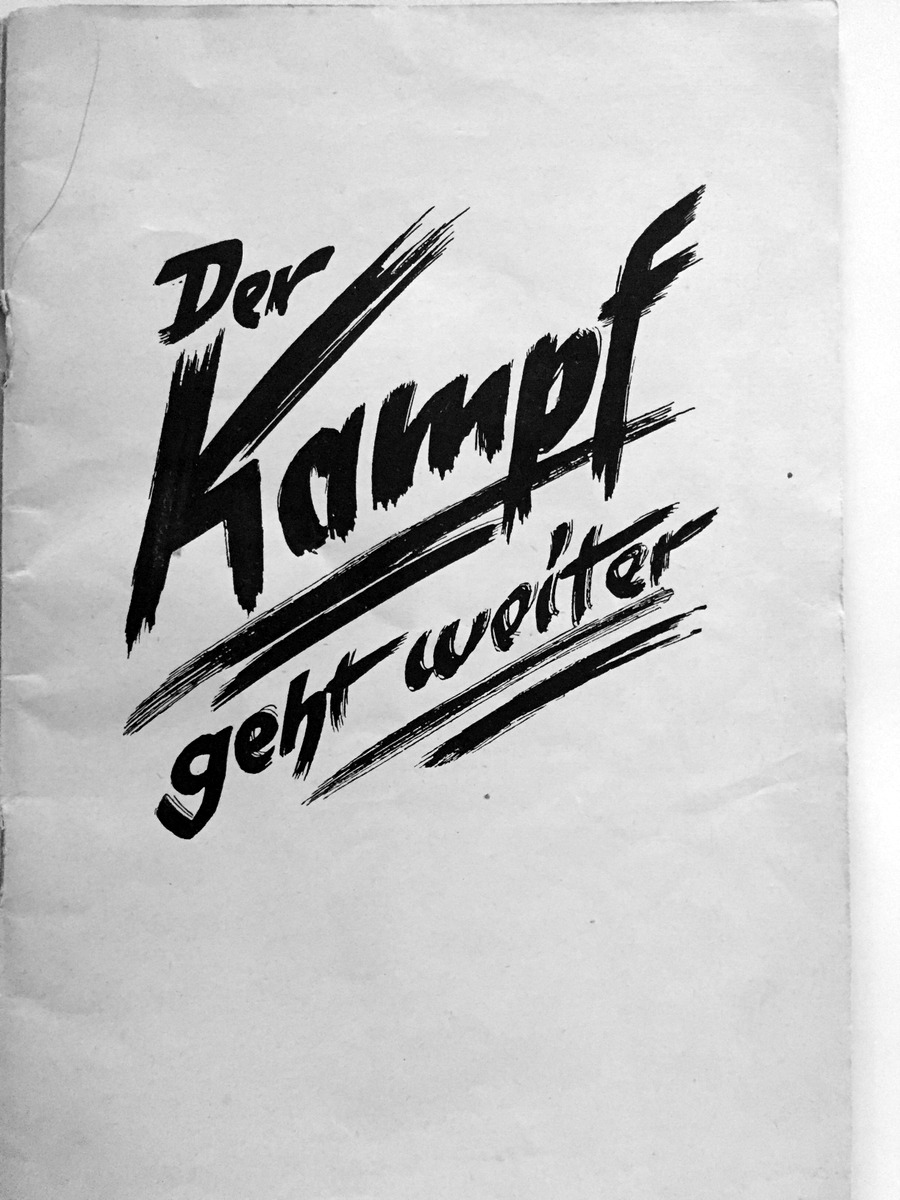 Der
Kampf
geht weiter